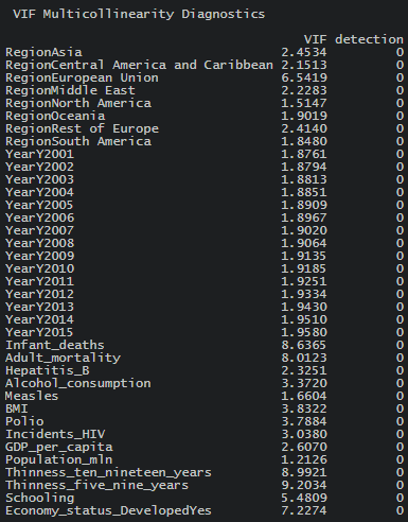 VIF Multicollinearity Diagnostics
VIF detection
RegionAsia 2.4534 0
RegionCentral America and Caribbean 2.1513 0
RegionEuropean Union 6.5419 0
RegionMiddle East 2.2283 0
RegionNorth America 1.5147 0
RegionOceania 1.9019 0
RegionRest of Europe 2.4140 0
RegionSouth America 1.8480 0
YearY2001 1.8761 0
YearY2002 1.8794 0
YearY2003 1.8813 0
YearY2004 1.8851 0
YearY2005 1.8909 0
YearY2006 1.8967 0
YearY2007 1.9020 0
YearY2008 1.9064 0
YearY2009 1.9135 0
YearY2010 1.9185 0
YearY2011 1.9251 0
YearY2012 1.9334 0
YearY2013 1.9430 0
YearY2014 1.9510 0
YearY2015 1.9580 0
Infant_deaths 8.6365 0
Adult_mortality 8.0123 0
Hepatitis_B 2.3251 0
Alcohol_consumption 3.3720 0
Measles 1.6604 0
BMI 3.8322 0
Polio 3.7884 0
Incidents_HIV 3.0380 0
GDP_per_capita 2.6070 0
Population_mln 1.2126 0
Thinness_ten_nineteen_years 8.9921 0
Thinness_five_nine_years 9.2034 0
Schooling 5.4809 0
Economy_status_DevelopedYes 7.2274 0